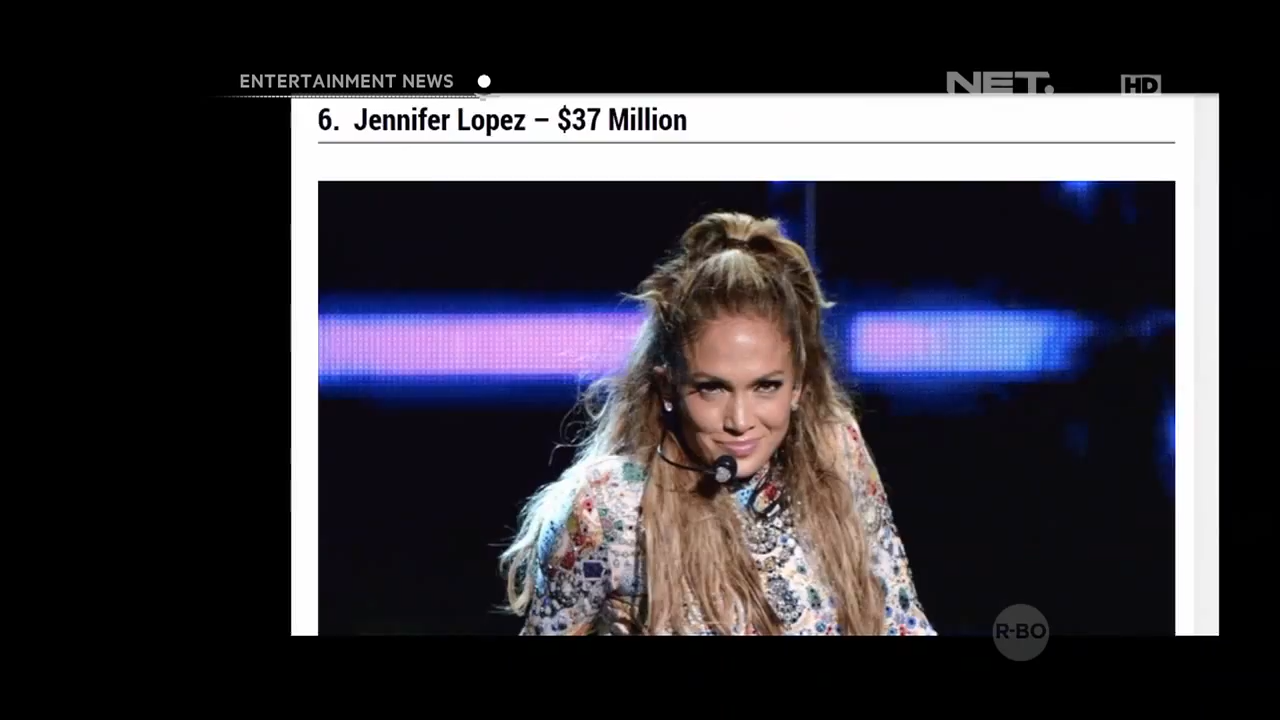 ENTERTAINMENT NEWS
NET.
HD
6. Jennifer Lopez – $37 Million
R-BO